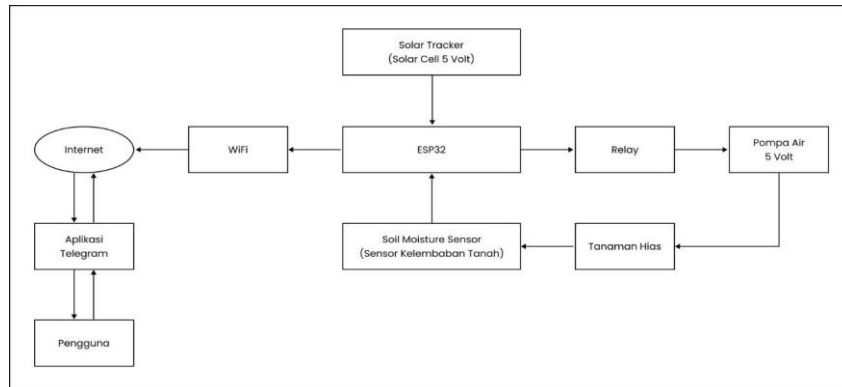 Solar Tracker
(Solar Cell 5 Volt)
Internet
WiFi
ESP32
Relay
Pompa Air
5 Volt
Aplikasi
Telegram
Soil Moisture Sensor
(Sensor Kelembaban Tanah)
Tanaman Hias
Pengguna